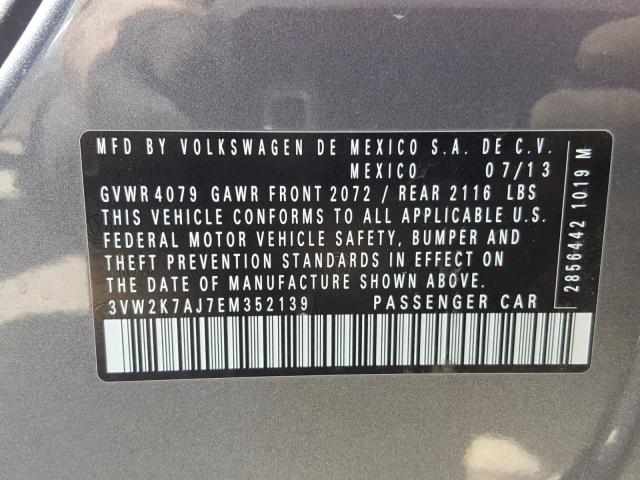 MFD BY VOLKSWAGEN DE MEXICO S.A. DE C.V.
MEXICO 07/13
GVWR 4079 GAWR FRONT 2072 / REAR 2116 LBS
THIS VEHICLE CONFORMS TO ALL APPLICABLE U.S.
FEDERAL MOTOR VEHICLE SAFETY, BUMPER AND
THEFT PREVENTION STANDARDS IN EFFECT ON
THE DATE OF MANUFACTURE SHOWN ABOVE.
3VW2K7AJ7EM352139 PASSENGER CAR
2856442 1019 M